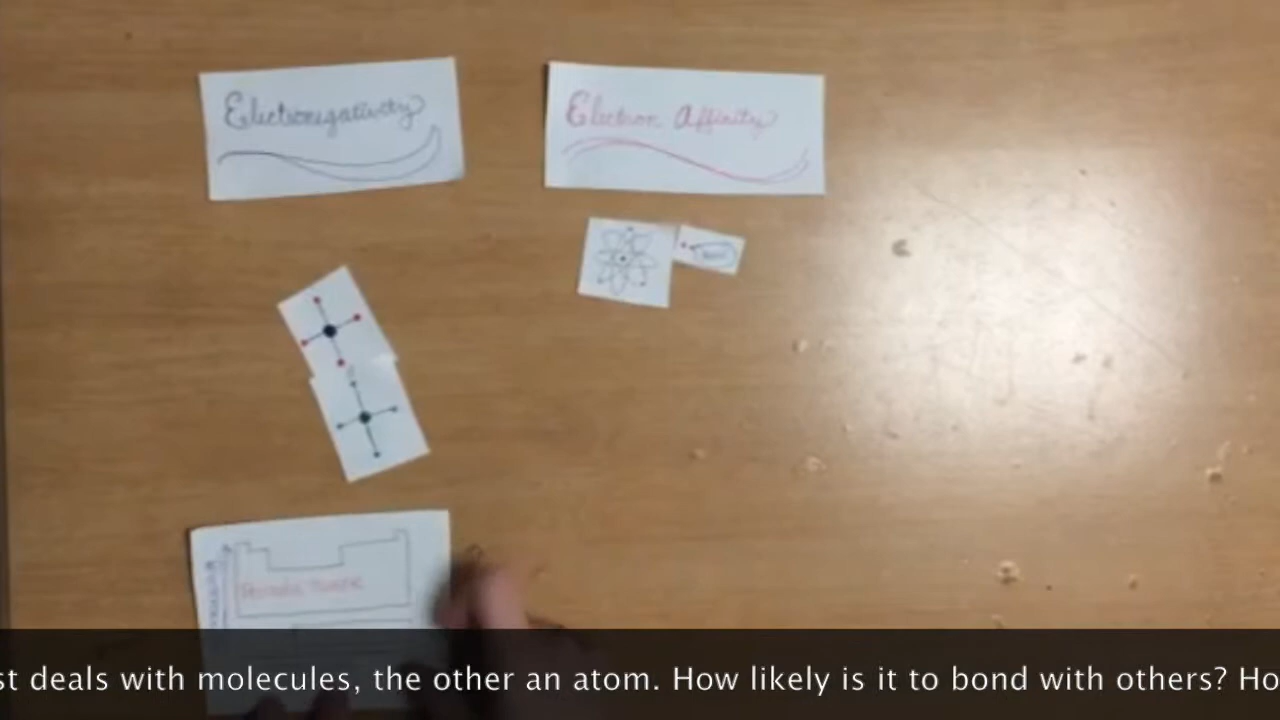 Electronegativity
Electron Affinity
Periodic Table
st deals with molecules, the other an atom. How likely is it to bond with others? Ho